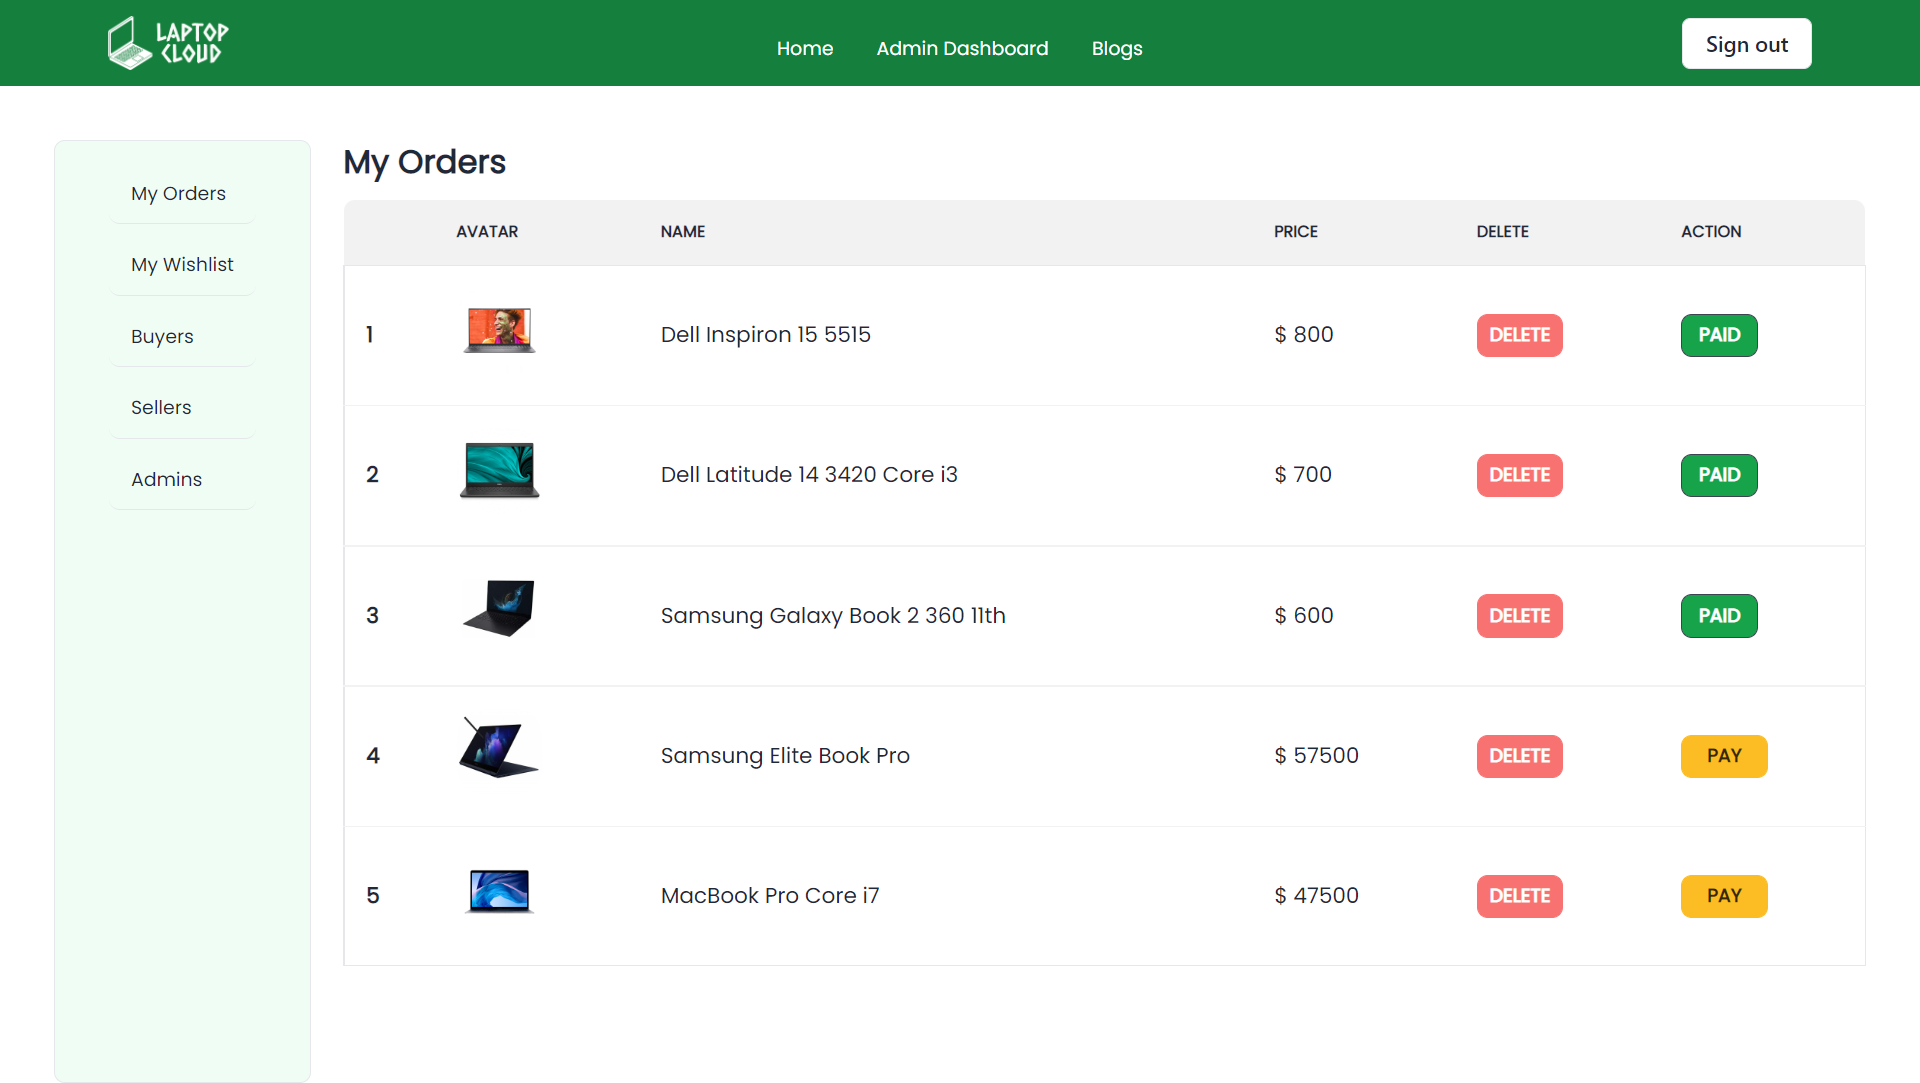 LAPTOP
CLOUD
Home Admin Dashboard Blogs
Sign out
My Orders
My Wishlist
Buyers
Sellers
Admins
My Orders
AVATAR NAME PRICE DELETE ACTION
1 Dell Inspiron 15 5515 $ 800 DELETE PAID
2 Dell Latitude 14 3420 Core i3 $ 700 DELETE PAID
3 Samsung Galaxy Book 2 360 11th $ 600 DELETE PAID
4 Samsung Elite Book Pro $ 57500 DELETE PAY
5 MacBook Pro Core i7 $ 47500 DELETE PAY